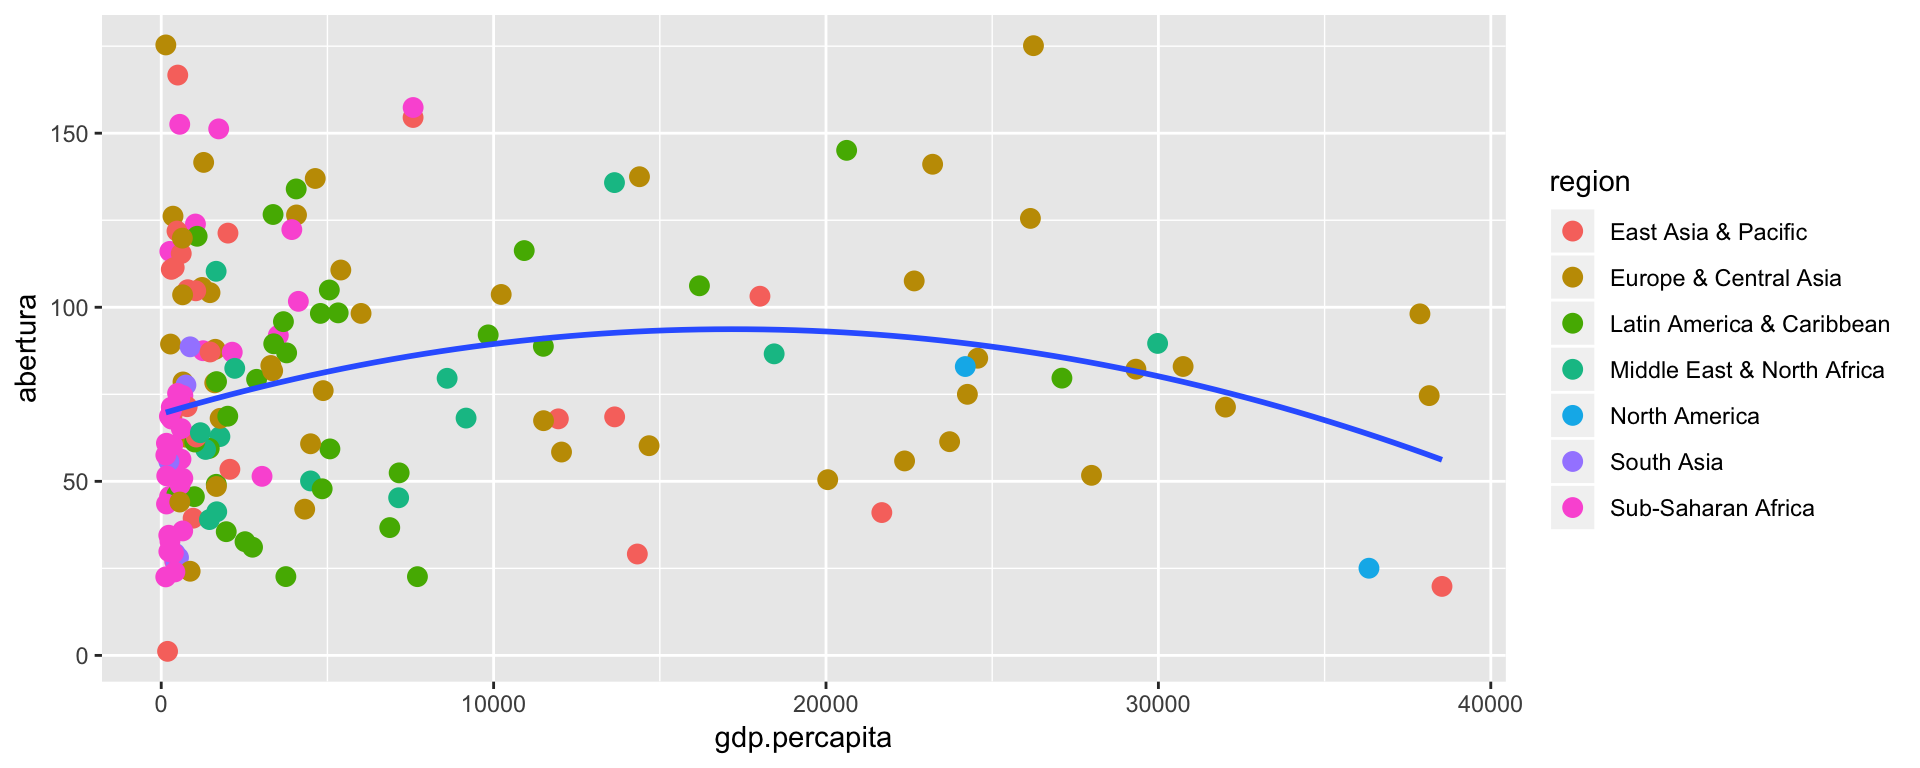 abertura
150
100
50
0
0 10000 20000 30000 40000
gdp.percapita
region
East Asia & Pacific
Europe & Central Asia
Latin America & Caribbean
Middle East & North Africa
North America
South Asia
Sub-Saharan Africa